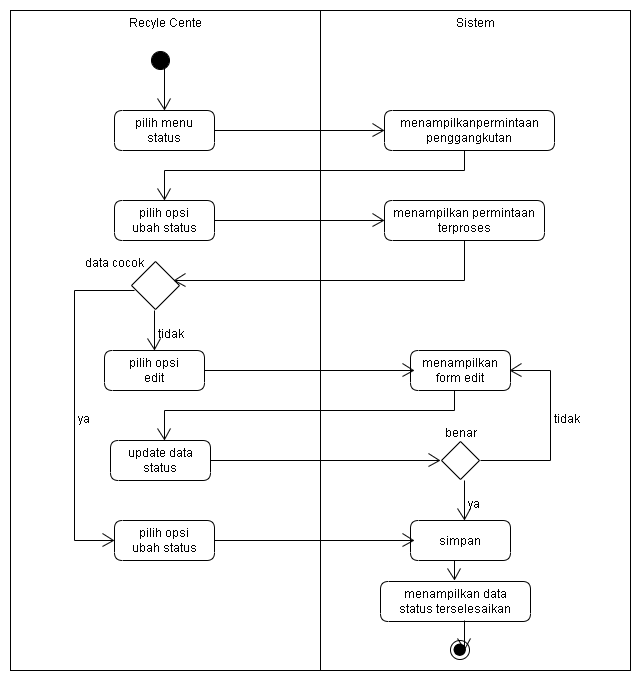 Recyle Cente
Sistem
pilih menu
status
menampilkanpermintaan
penggangkutan
pilih opsi
ubah status
menampilkan permintaan
terproses
data cocok
tidak
pilih opsi
edit
menampilkan
form edit
ya
tidak
benar
update data
status
ya
pilih opsi
ubah status
simpan
menampilkan data
status terselesaikan